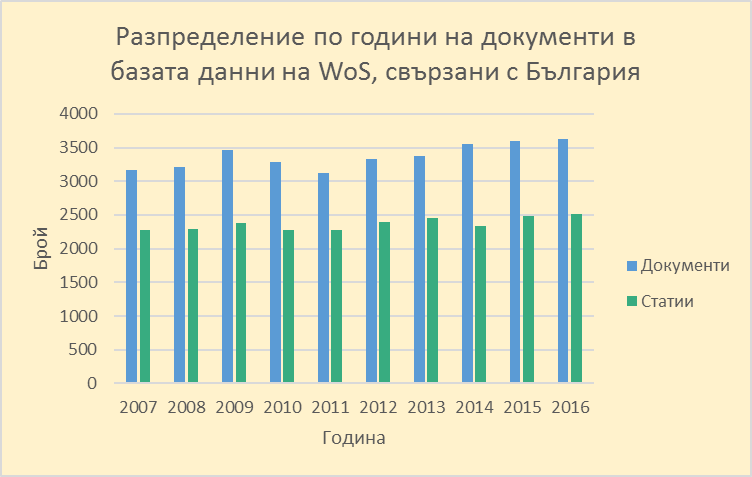 Разпределение по години на документи в
базата данни на WoS, свързани с България
4000
3500
3000
2500
2000
1500
1000
500
0
Брой
2007 2008 2009 2010 2011 2012 2013 2014 2015 2016
Година
Документи
Статии